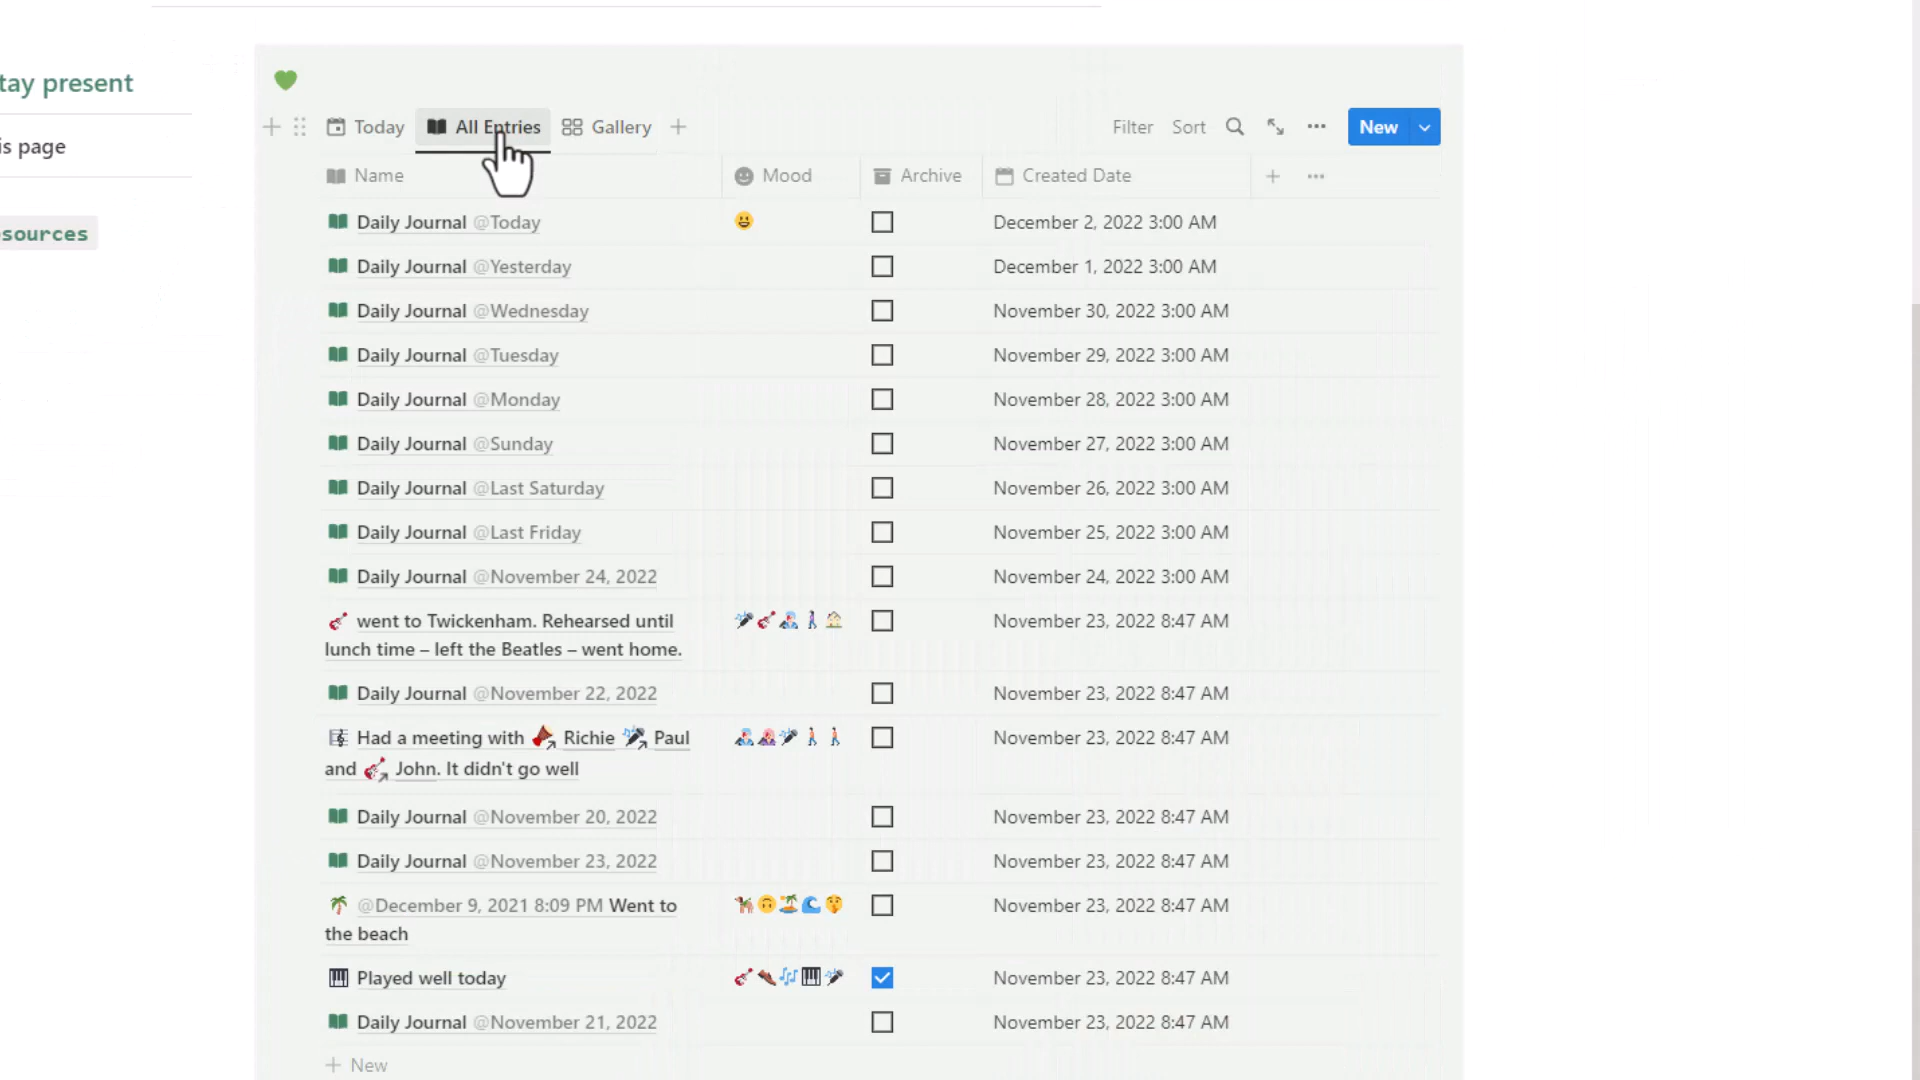 tay present
is page
sources
Today All Entries Gallery
Filter Sort New
Name Mood Archive Created Date
Daily Journal @Today December 2, 2022 3:00 AM
Daily Journal @Yesterday December 1, 2022 3:00 AM
Daily Journal @Wednesday November 30, 2022 3:00 AM
Daily Journal @Tuesday November 29, 2022 3:00 AM
Daily Journal @Monday November 28, 2022 3:00 AM
Daily Journal @Sunday November 27, 2022 3:00 AM
Daily Journal @Last Saturday November 26, 2022 3:00 AM
Daily Journal @Last Friday November 25, 2022 3:00 AM
Daily Journal @November 24, 2022 November 24, 2022 3:00 AM
went to Twickenham. Rehearsed until November 23, 2022 8:47 AM
lunch time – left the Beatles – went home.
Daily Journal @November 22, 2022 November 23, 2022 8:47 AM
Had a meeting with Richie Paul November 23, 2022 8:47 AM
and John. It didn't go well
Daily Journal @November 20, 2022 November 23, 2022 8:47 AM
Daily Journal @November 23, 2022 November 23, 2022 8:47 AM
@December 9, 2021 8:09 PM Went to November 23, 2022 8:47 AM
the beach
Played well today November 23, 2022 8:47 AM
Daily Journal @November 21, 2022 November 23, 2022 8:47 AM
New